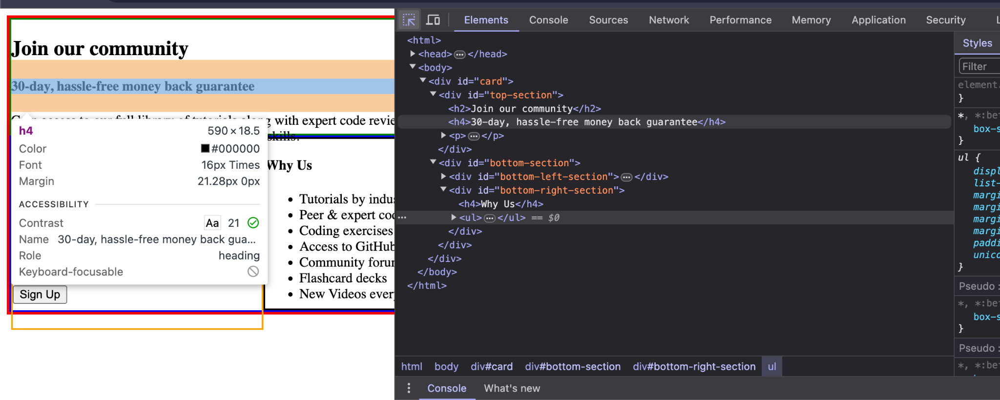 Join our community
30-day, hassle-free money back guarantee
with expert code revie
skills.
h4 590 × 18.5
Color #000000
Font 16px Times
Margin 21.28px 0px
ACCESSIBILITY
Contrast Aa 21
Name 30-day, hassle-free money back gua...
Role heading
Keyboard-focusable
Sign Up
Why Us
• Tutorials by indus
• Peer & expert coc
• Coding exercises
• Access to GitHub
• Community forum
• Flashcard decks
• New Videos every
Elements Console Sources Network Performance Memory Application Security
<html>
<head> ••• </head>
<body>
<div id="card">
<div id="top-section">
<h2>Join our community</h2>
<h4>30-day, hassle-free money back guarantee</h4>
<p> ••• </p>
</div>
<div id="bottom-section">
<div id="bottom-left-section"> ••• </div>
<div id="bottom-right-section">
<h4>Why Us</h4>
••• <ul> ••• </ul> == $0
</div>
</div>
</div>
</body>
</html>
html body div#card div#bottom-section div#bottom-right-section ul
Console What's new
Styles
Filter
element.
}
*, *:be
box-s
}
ul {
displ
list-
margi
margi
margi
margi
paddi
unico
}
Pseudo :
*, *:be
box-s
}
Pseudo :
*, *:be